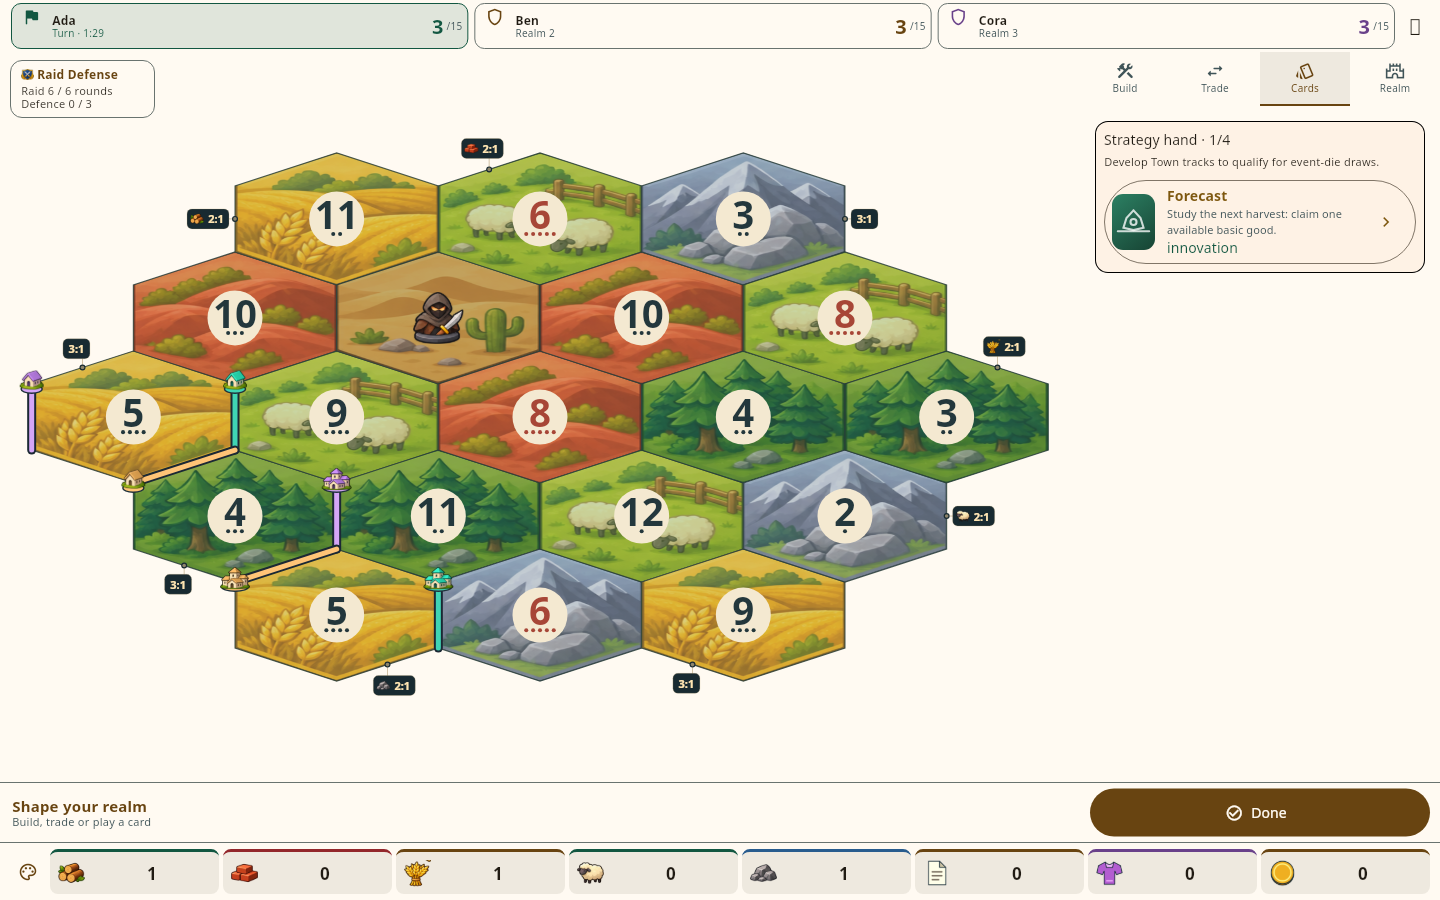 Ada
Turn · 1:29
3 /15
Ben
Realm 2
3 /15
Cora
Realm 3
3 /15
Raid Defense
Raid 6 / 6 rounds
Defence 0 / 3
Build
Trade
Cards
Realm
Strategy hand · 1/4
Develop Town tracks to qualify for event-die draws.
Forecast
Study the next harvest: claim one
available basic good.
innovation
2:1
2:1
11
6
3
3:1
10
10
8
3:1
2:1
5
9
8
4
3
4
11
12
2
2:1
3:1
5
6
9
2:1
3:1
Shape your realm
Build, trade or play a card
Done
1
0
1
0
1
0
0
0